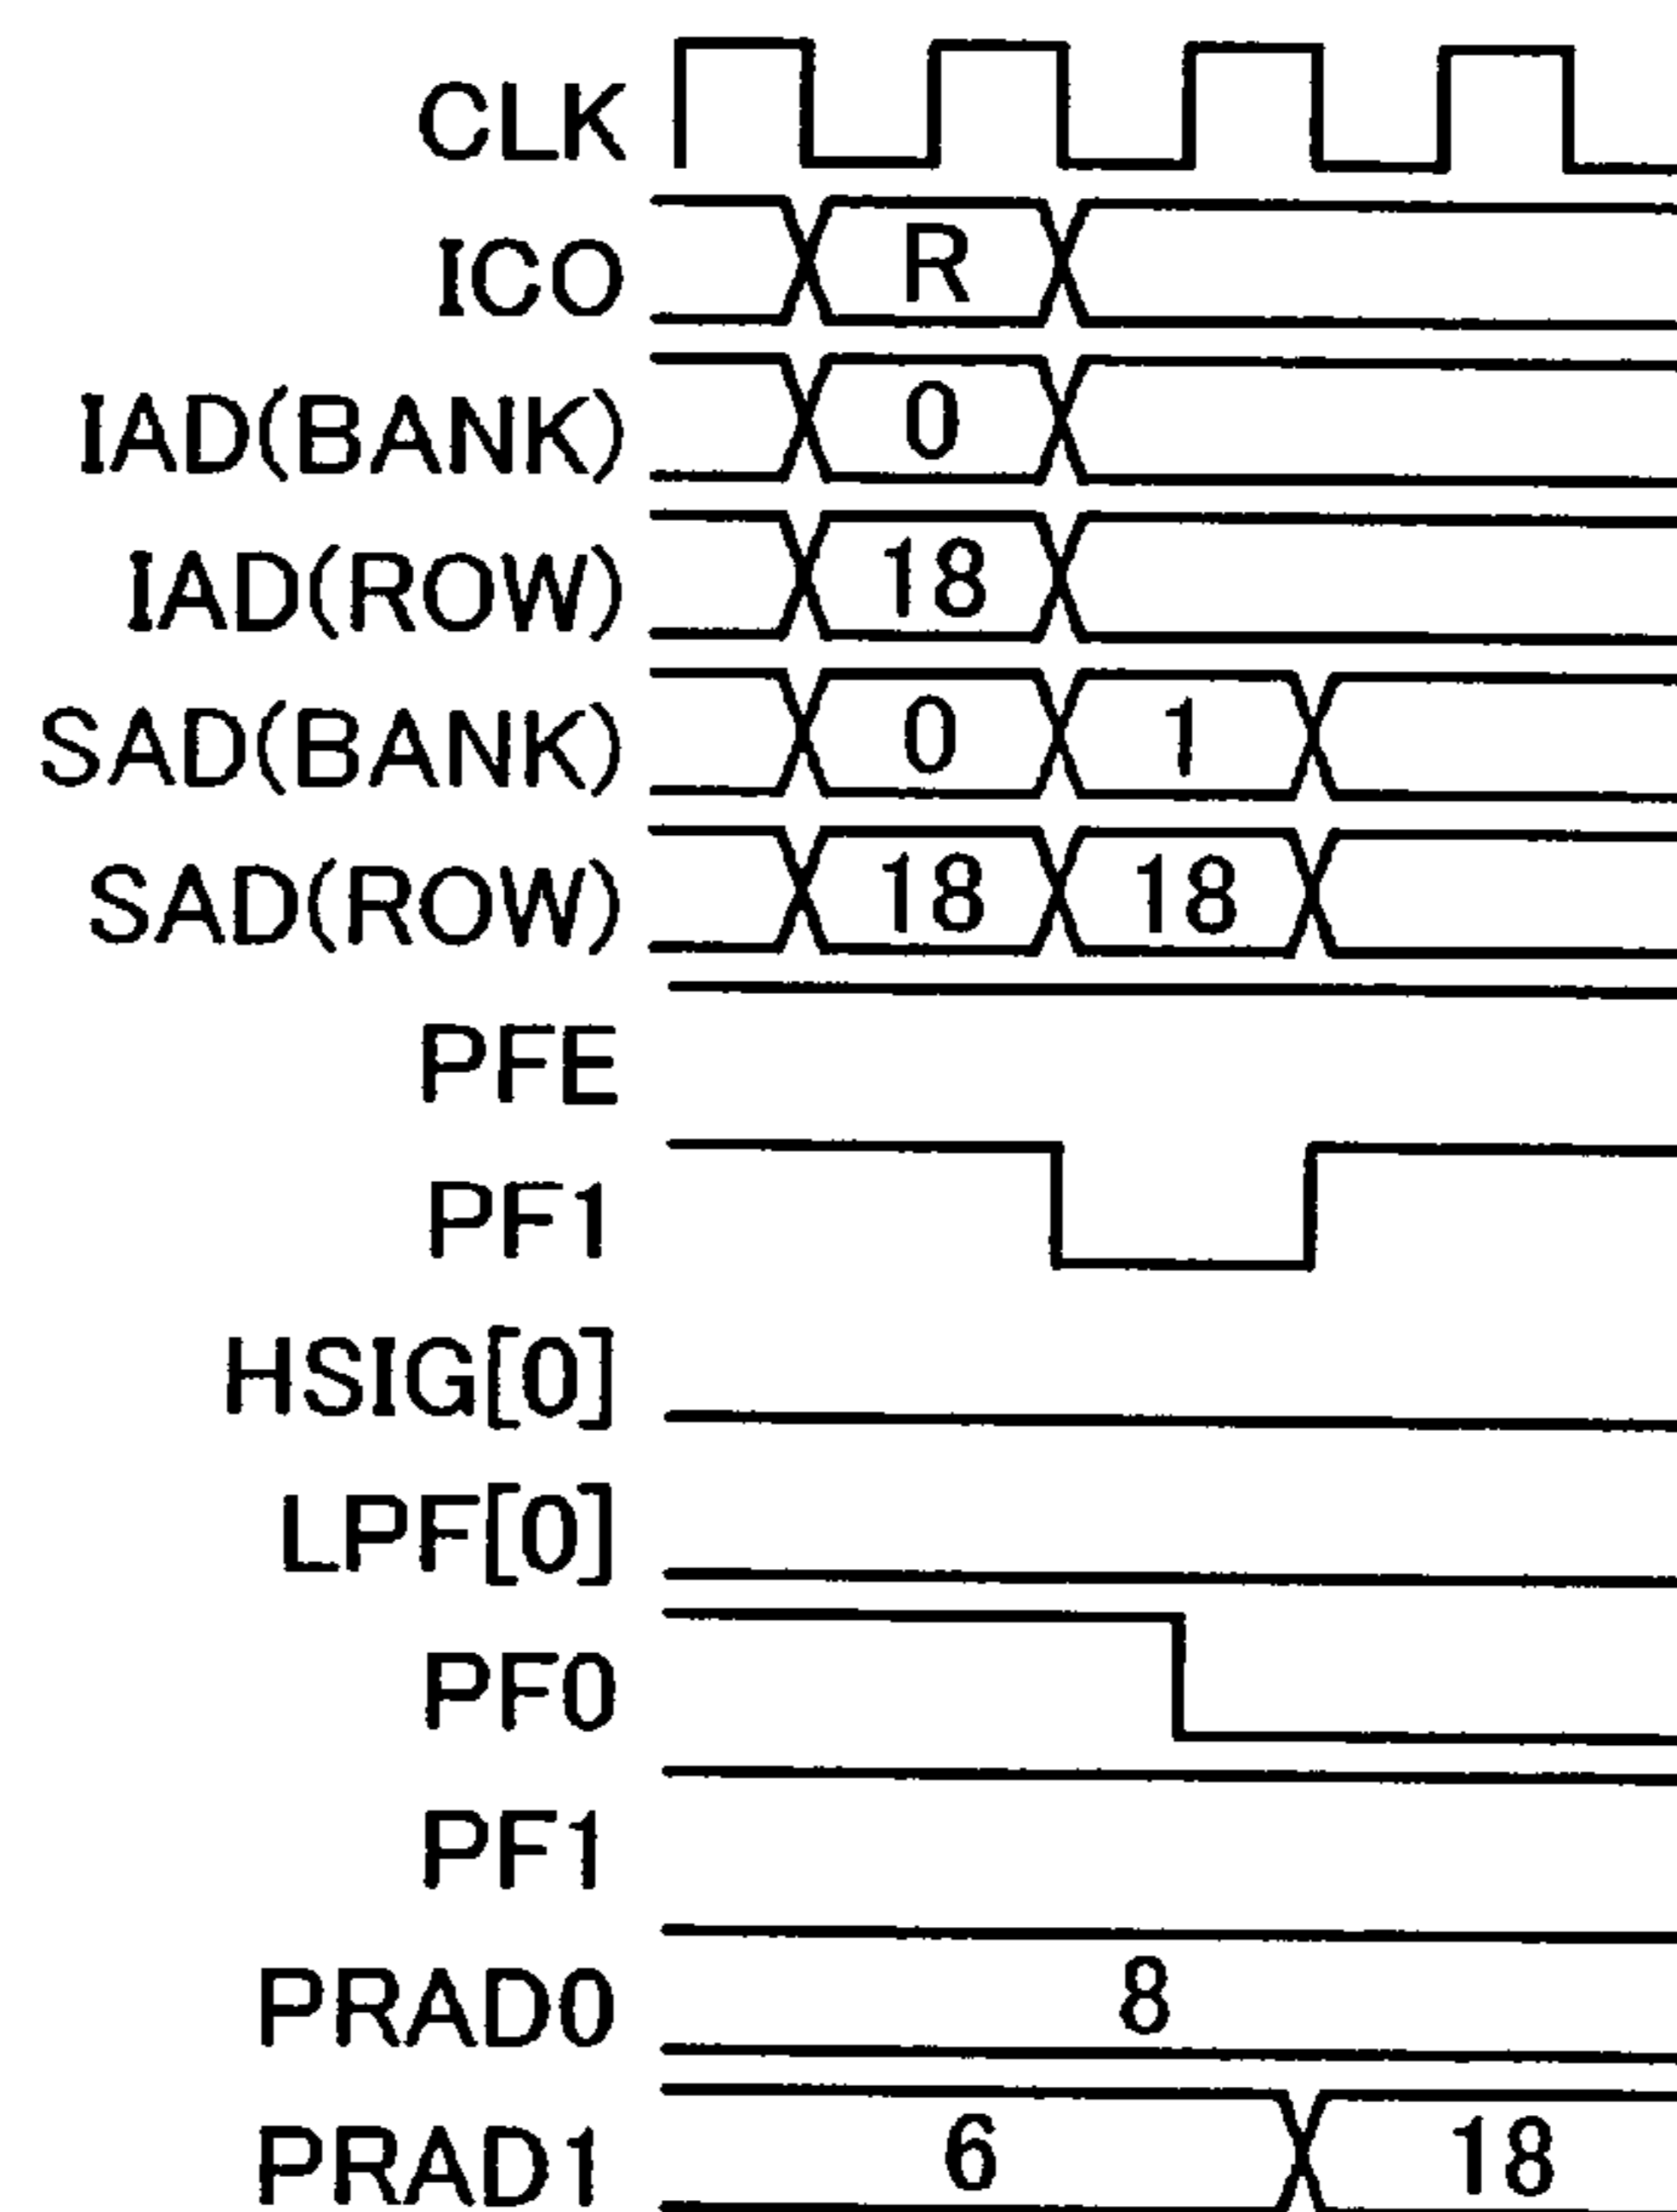 CLK
ICO R
IAD(BANK) 0
IAD(ROW) 18
SAD(BANK) 0 1
SAD(ROW) 18 18
PFE
PF1
HSIG[0]
LPF[0]
PF0
PF1
PRAD0 8
PRAD1 6 18